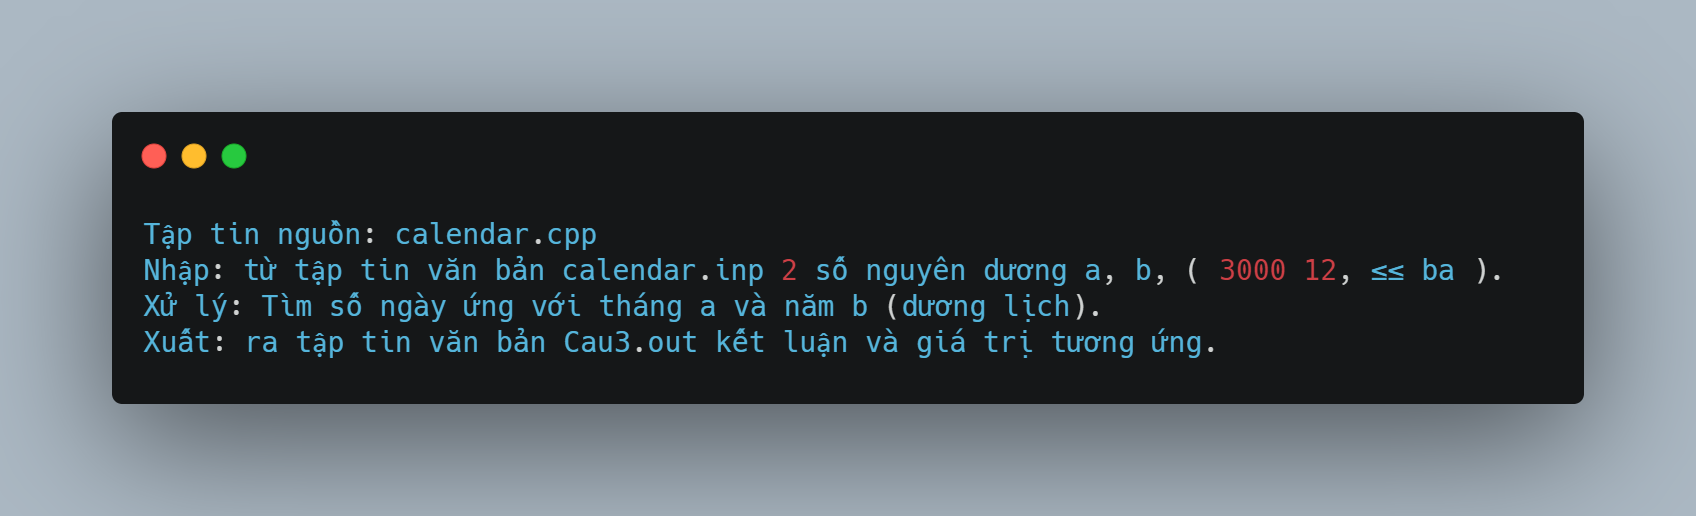 Tập tin nguồn: calendar.cpp
Nhập: từ tập tin văn bản calendar.inp 2 số nguyên dương a, b, ( 3000 12, ≤≤ ba ).
Xử lý: Tìm số ngày ứng với tháng a và năm b (dương lịch).
Xuất: ra tập tin văn bản Cau3.out kết luận và giá trị tương ứng.